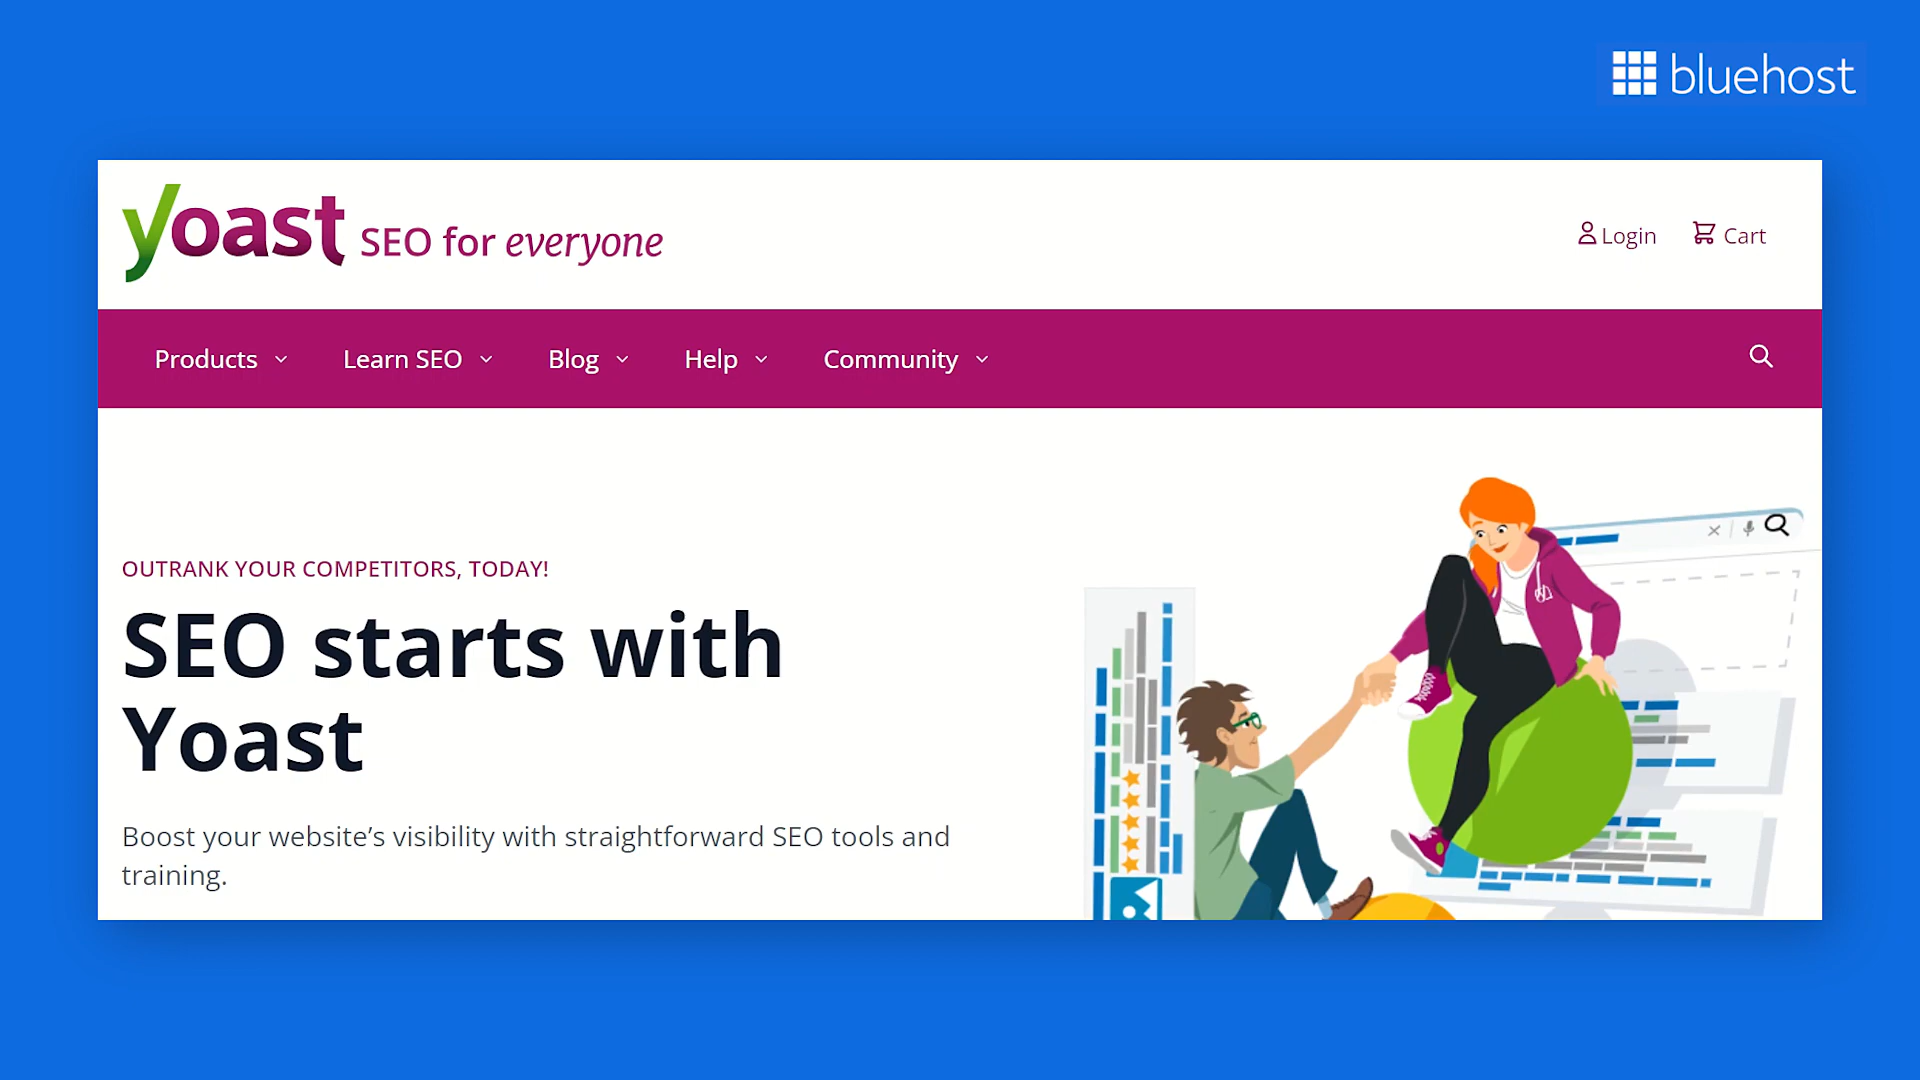 bluehost
yoast SEO for everyone
Login Cart
Products Learn SEO Blog Help Community
OUTRANK YOUR COMPETITORS, TODAY!
SEO starts with
Yoast
Boost your website’s visibility with straightforward SEO tools and
training.